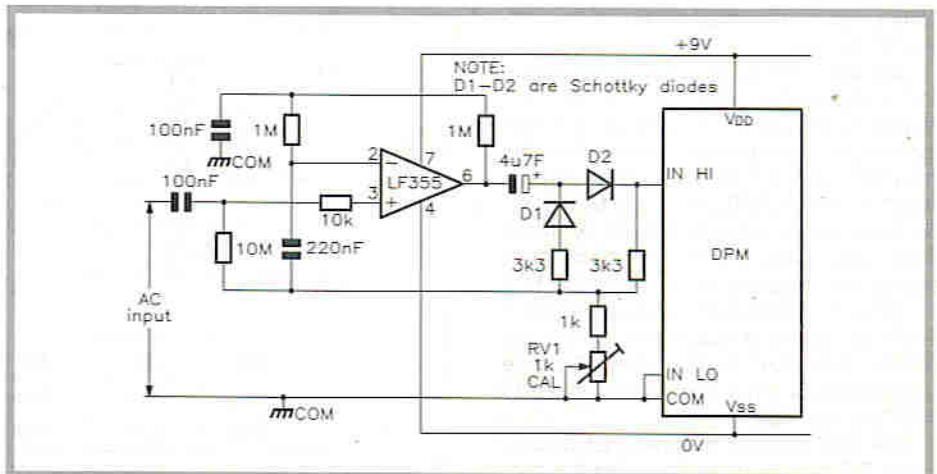 +9V
NOTE:
D1-D2 are Schottky diodes
VDD
100nF
1M
1M
COM
4u7F
+
D2
IN HI
100nF
2
−
7
LF355
6
3
+
4
10k
D1
DPM
10M
220nF
3k3
3k3
AC
input
1k
RV1
1k
CAL
IN LO
COM
COM
VSS
0V